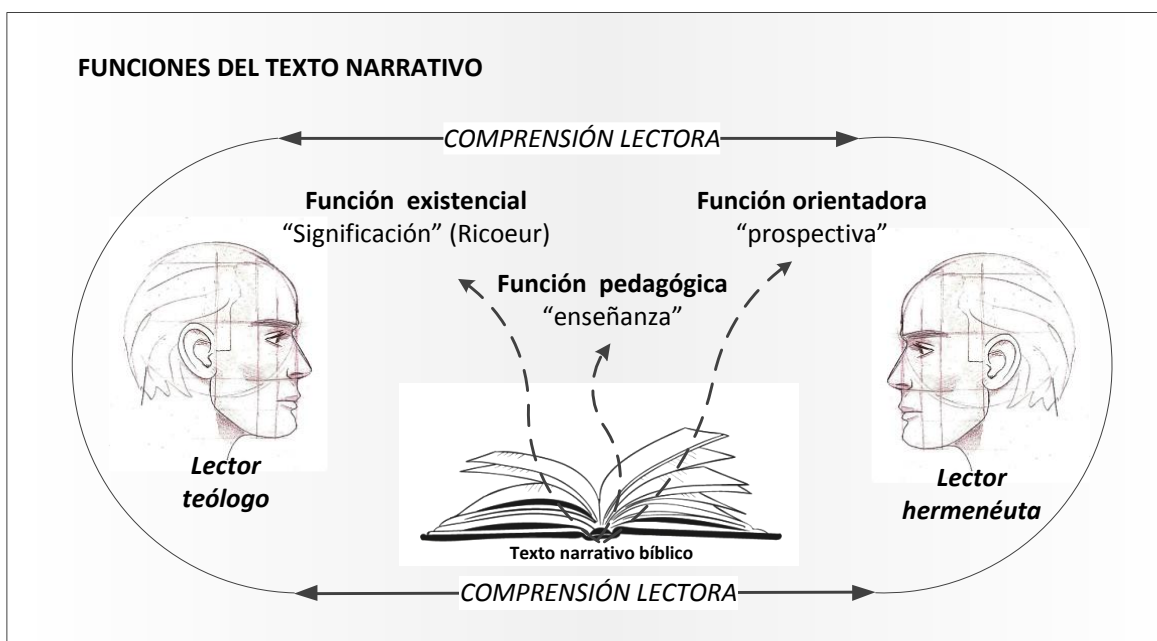 FUNCIONES DEL TEXTO NARRATIVO
COMPRENSIÓN LECTORA
Función existencial
“Significación” (Ricoeur)
Función orientadora
“prospectiva”
Función pedagógica
“enseñanza”
Lector
teólogo
Lector
hermenéuta
Texto narrativo bíblico
COMPRENSIÓN LECTORA